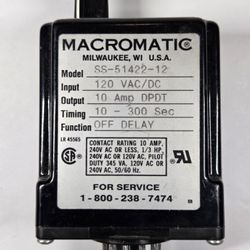 MACROMATIC
MILWAUKEE, WI U.S.A.
Model SS-51422-12
Input 120 VAC/DC
Output 10 Amp DPDT
Timing 10 - 300 Sec
Function OFF DELAY
LR 45565
CONTACT RATING 10 AMP,
240V AC OR LESS, 1/3 HP,
240V AC OR 120V AC, PILOT
DUTY 345 VA, 120V AC OR
240V AC, 50/60 Hz.
FOR SERVICE
1-800-238-7474